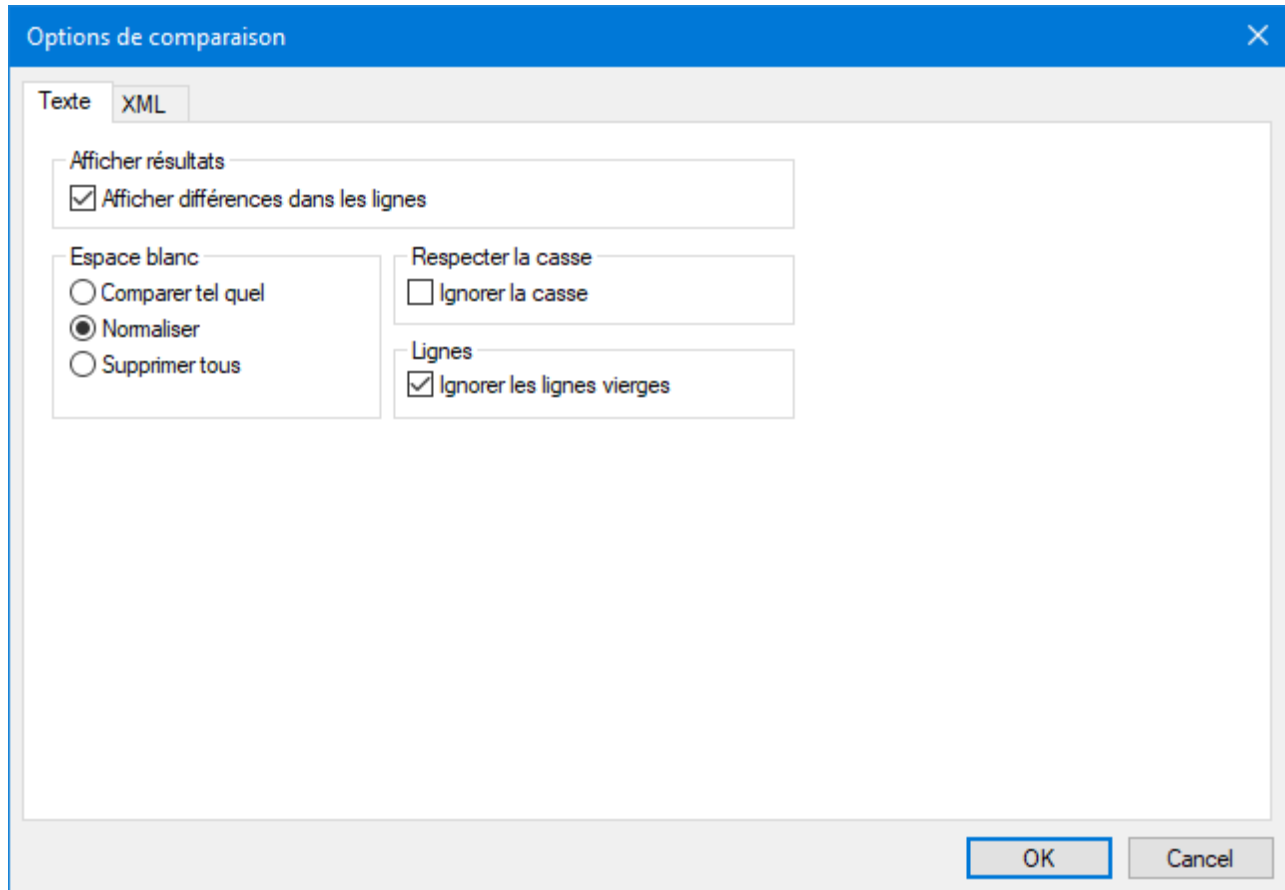 Options de comparaison
Texte XML
Afficher résultats
Afficher différences dans les lignes
Espace blanc
Comparer tel quel
Normaliser
Supprimer tous
Respecter la casse
Ignorer la casse
Lignes
Ignorer les lignes vierges
OK Cancel